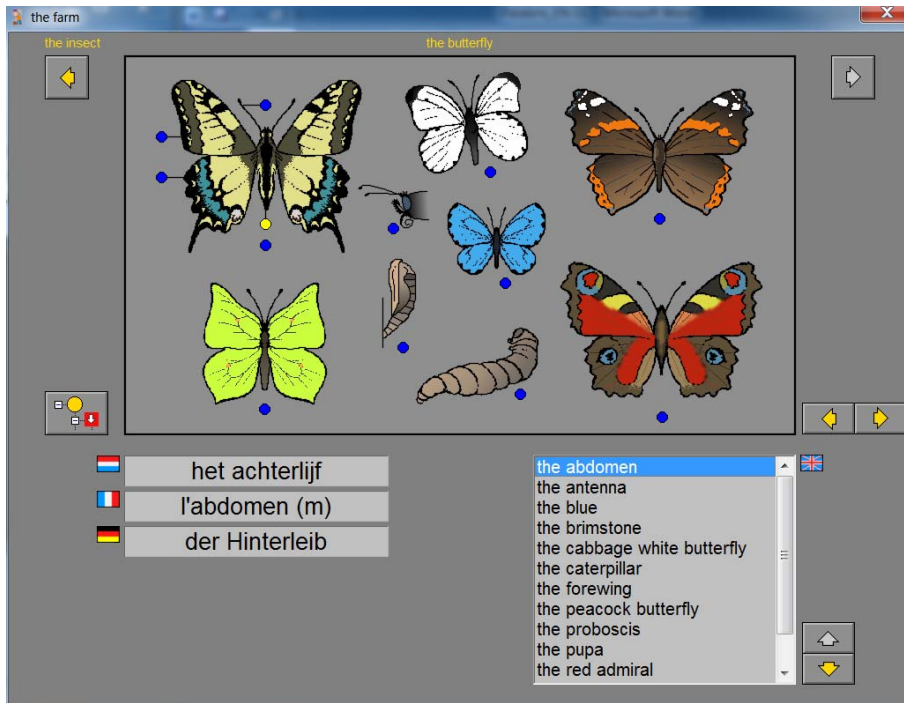 the farm
the insect
the butterfly
het achterlijf
l'abdomen (m)
der Hinterleib
the abdomen
the antenna
the blue
the brimstone
the cabbage white butterfly
the caterpillar
the forewing
the peacock butterfly
the proboscis
the pupa
the red admiral